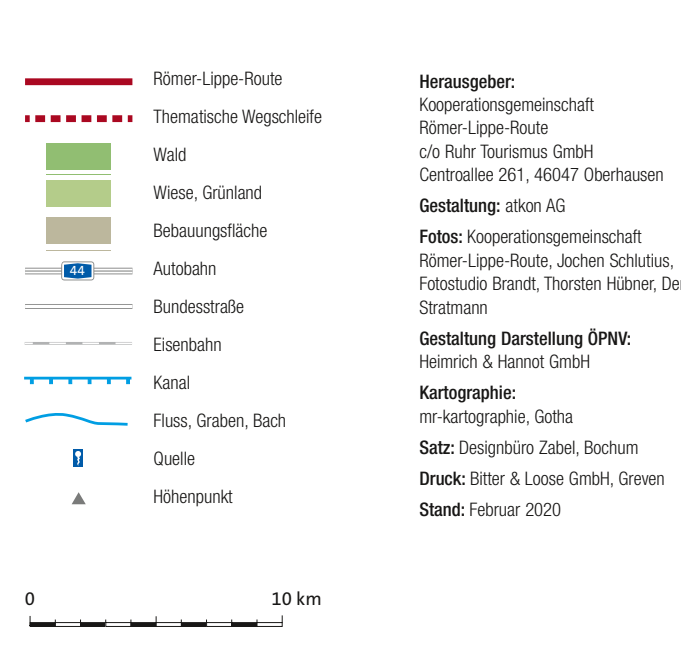 Römer-Lippe-Route
Thematische Wegschleife
Wald
Wiese, Grünland
Bebauungsfläche
44
Autobahn
Bundesstraße
Eisenbahn
Kanal
Fluss, Graben, Bach
Quelle
Höhenpunkt
0 10 km
Herausgeber:
Kooperationsgemeinschaft
Römer-Lippe-Route
c/o Ruhr Tourismus GmbH
Centroallee 261, 46047 Oberhausen
Gestaltung: atkon AG
Fotos: Kooperationsgemeinschaft
Römer-Lippe-Route, Jochen Schlutius,
Fotostudio Brandt, Thorsten Hübner,
Stratmann
Gestaltung Darstellung ÖPNV:
Heimrich & Hannot GmbH
Kartographie:
mr-kartographie, Gotha
Satz: Designbüro Zabel, Bochum
Druck: Bitter & Loose GmbH, Greven
Stand: Februar 2020